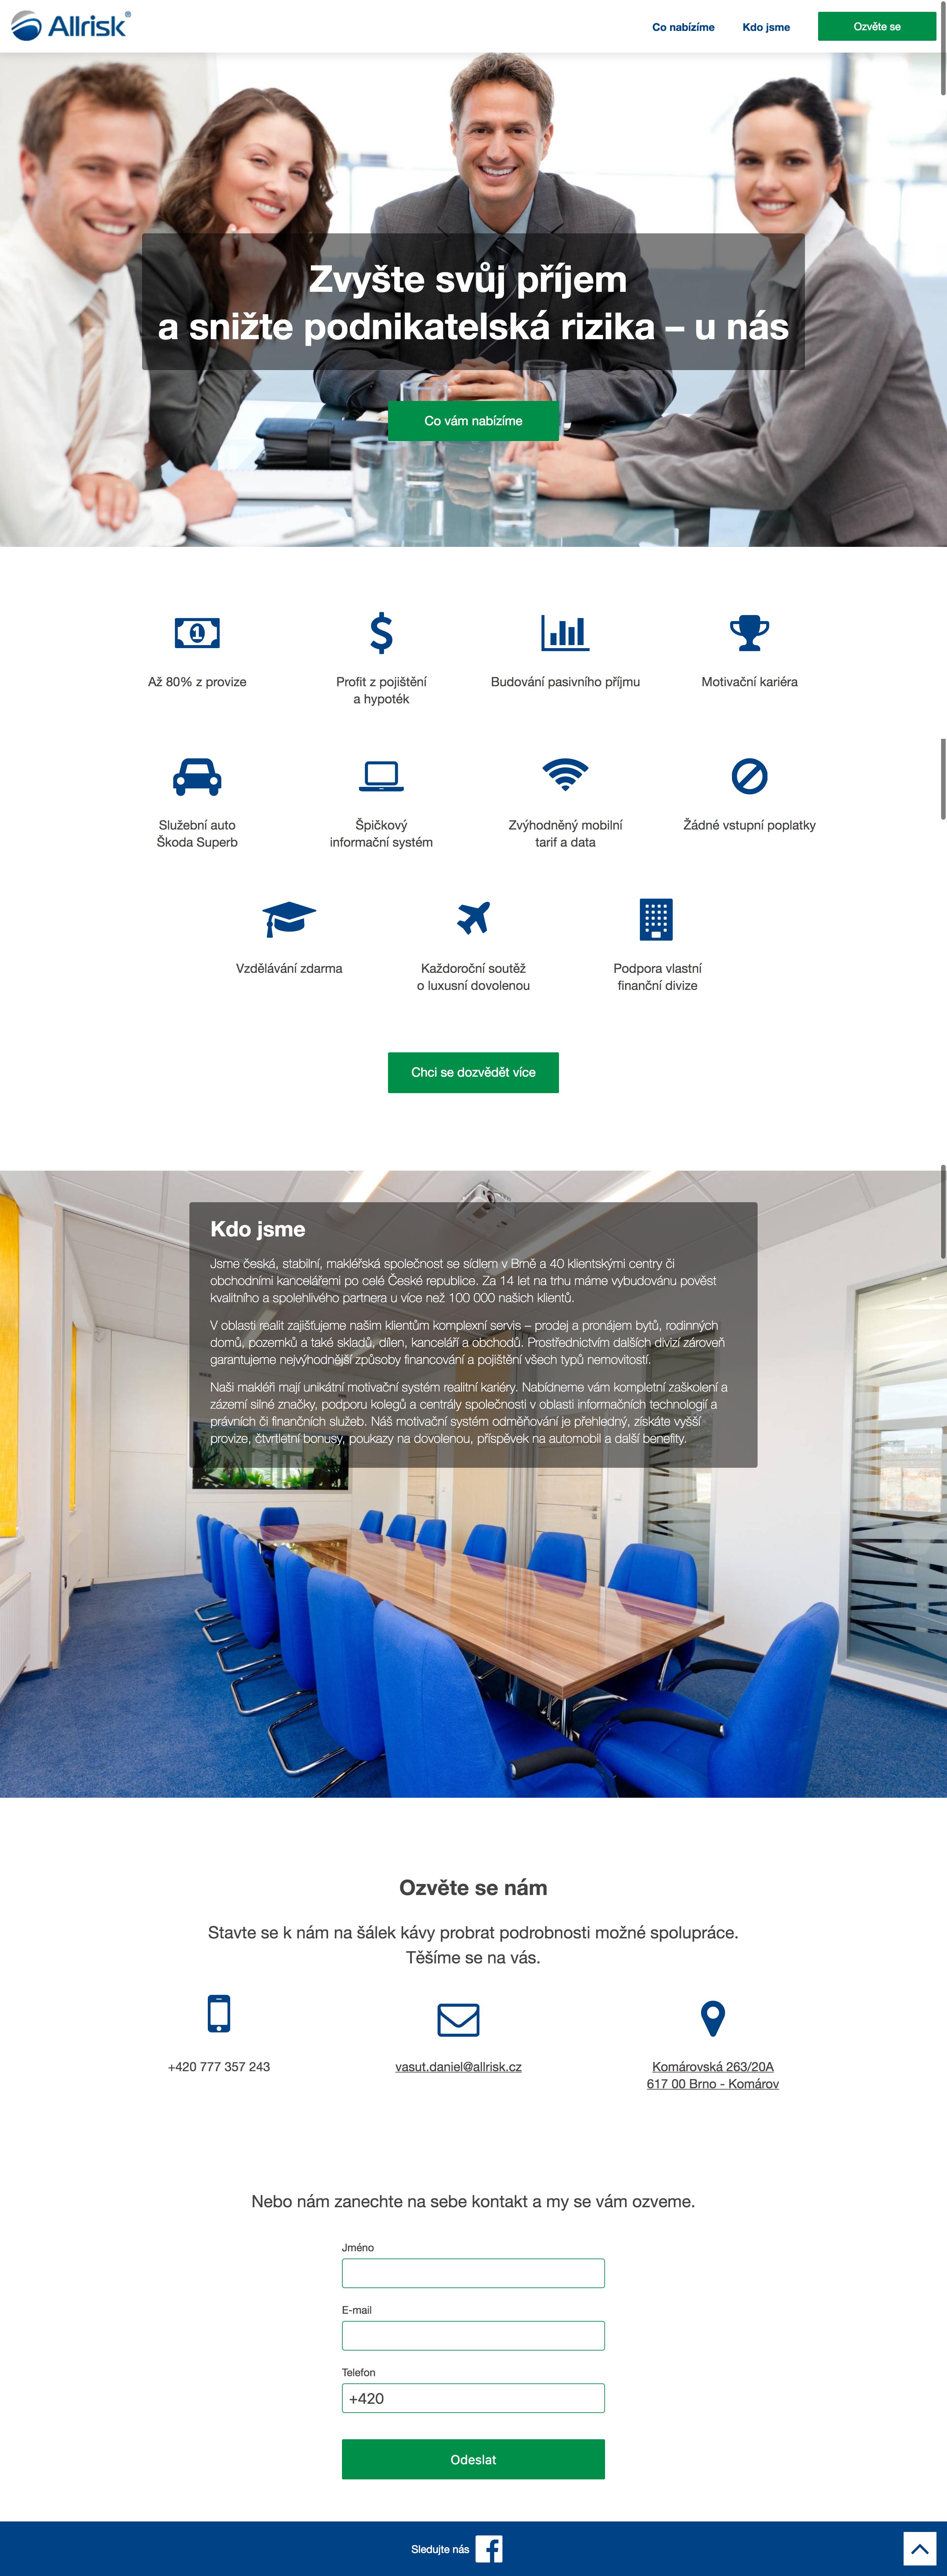 Allrisk®
Co nabízíme
Kdo jsme
Ozvěte se
Zvyšte svůj příjem
a snižte podnikatelská rizika – u nás
Co vám nabízíme
Až 80% z provize
Profit z pojištění
a hypoték
Budování pasivního příjmu
Motivační kariéra
Služební auto
Škoda Superb
Špičkový
informační systém
Zvýhodněný mobilní
tarif a data
Žádné vstupní poplatky
Vzdělávání zdarma
Každoroční soutěž
o luxusní dovolenou
Podpora vlastní
finanční divize
Chci se dozvědět více
Kdo jsme
Jsme česká, stabilní, makléřská společnost se sídlem v Brně a 40 klientskými centry či
obchodními kancelářemi po celé České republice. Za 14 let na trhu máme vybudovánu pověst
kvalitního a spolehlivého partnera u více než 100 000 našich klientů.
V oblasti realit zajišťujeme našim klientům komplexní servis – prodej a pronájem bytů, rodinných
domů, pozemků a také skladů, dílen, kanceláří a obchodů. Prostřednictvím dalších divizí zároveň
garantujeme nejvýhodnější způsoby financování a pojištění všech typů nemovitostí.
Naši makléři mají unikátní motivační systém realitní kariéry. Nabídneme vám kompletní zaškolení a
zázemí silné značky, podporu kolegů a centrály společnosti v oblasti informačních technologií a
právních či finančních služeb. Náš motivační systém odměňování je přehledný, získáte vyšší
provize, čtvrtletní bonusy, poukazy na dovolenou, příspěvek na automobil a další benefity.
Ozvěte se nám
Stavte se k nám na šálek kávy probrat podrobnosti možné spolupráce.
Těšíme se na vás.
+420 777 357 243
vasut.daniel@allrisk.cz
Komárovská 263/20A
617 00 Brno - Komárov
Nebo nám zanechte na sebe kontakt a my se vám ozveme.
Jméno
E-mail
Telefon
+420
Odeslat
Sledujte nás